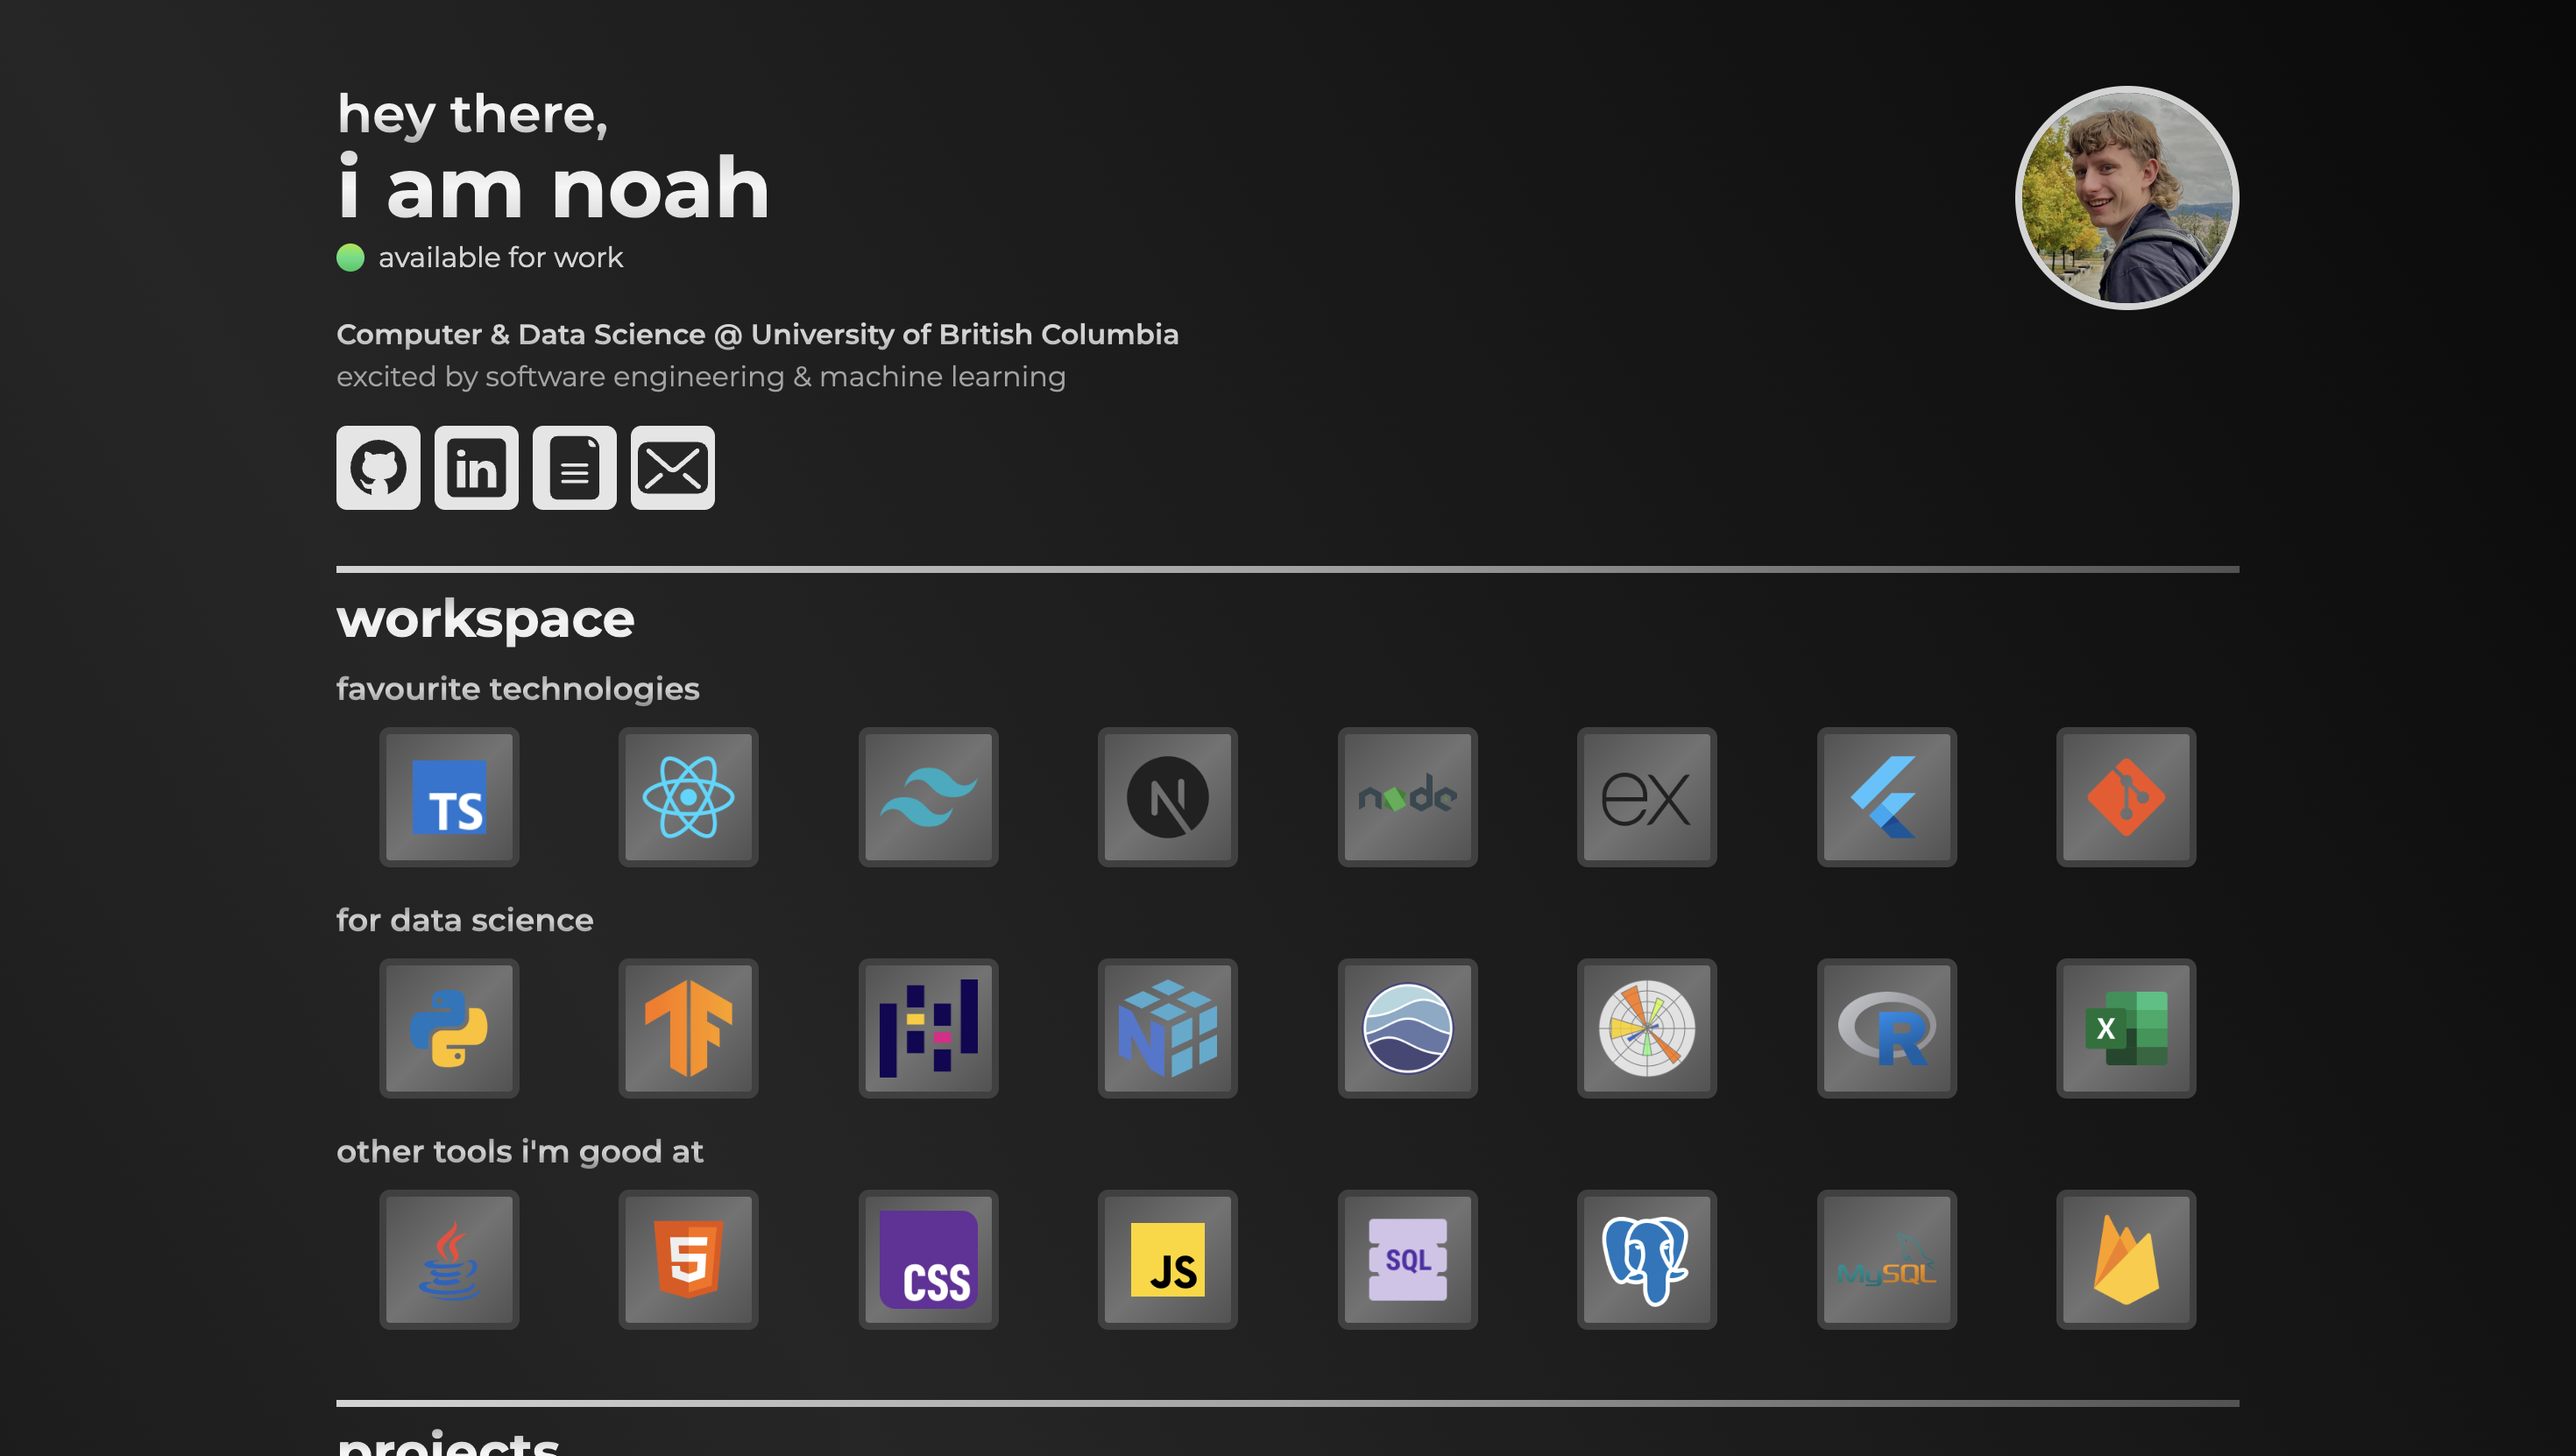 hey there,
i am noah
available for work
Computer & Data Science @ University of British Columbia
excited by software engineering & machine learning
in
workspace
favourite technologies
TS
N
node
ex
for data science
N
R
X
other tools i'm good at
5
CSS
JS
SQL
MySQL
projects